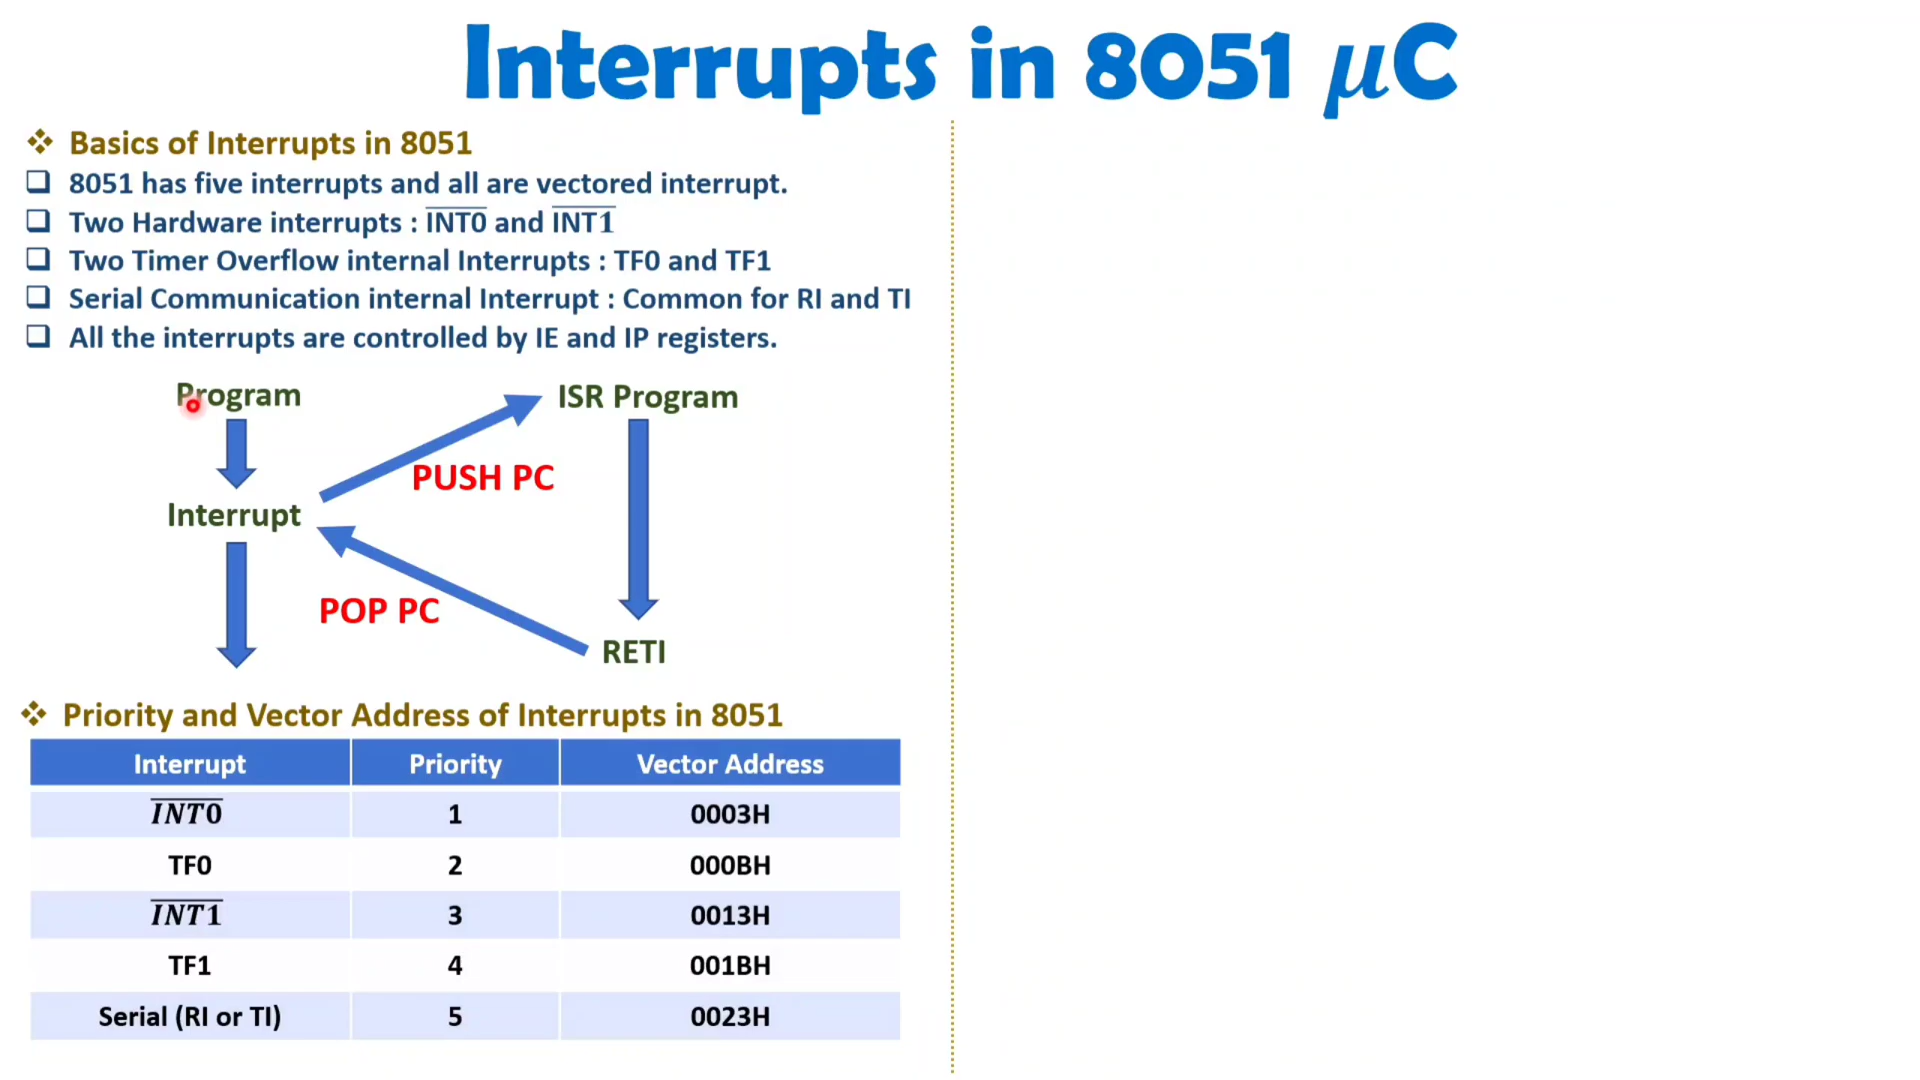 Interrupts in 8051 μC
❖ Basics of Interrupts in 8051
❑ 8051 has five interrupts and all are vectored interrupt.
❑ Two Hardware interrupts : I̅N̅T̅0̅ and I̅N̅T̅1̅
❑ Two Timer Overflow internal Interrupts : TF0 and TF1
❑ Serial Communication internal Interrupt : Common for RI and TI
❑ All the interrupts are controlled by IE and IP registers.
Program
ISR Program
PUSH PC
Interrupt
POP PC
RETI
❖ Priority and Vector Address of Interrupts in 8051
Interrupt Priority Vector Address
I̅N̅T̅0̅ 1 0003H
TF0 2 000BH
I̅N̅T̅1̅ 3 0013H
TF1 4 001BH
Serial (RI or TI) 5 0023H